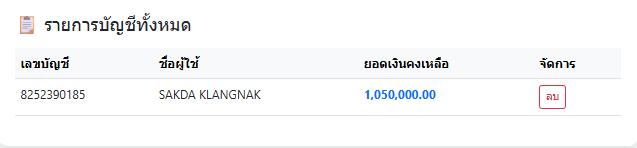 รายการบัญชีทั้งหมด
เลขบัญชี ชื่อผู้ใช้ ยอดเงินคงเหลือ จัดการ
8252390185 SAKDA KLANGNAK 1,050,000.00 ลบ